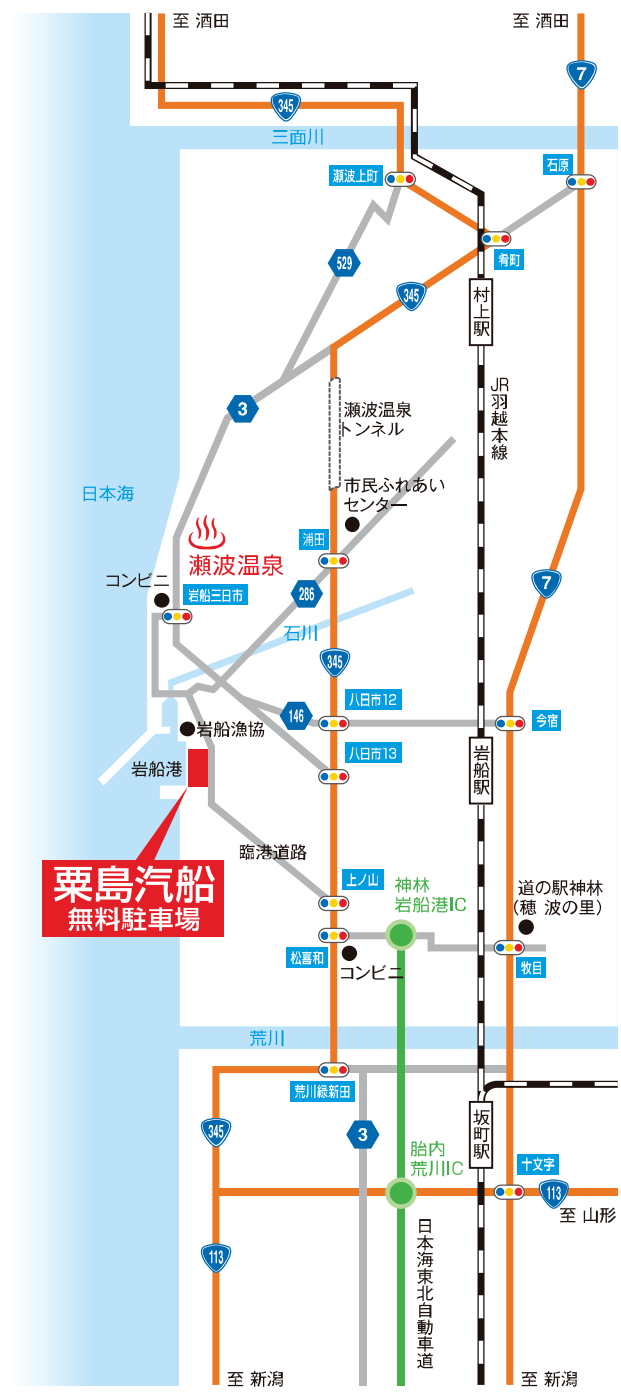 至 酒田
至 酒田
7
345
三面川
瀬波上町
石原
529
肴町
345
村上駅
3
JR羽越本線
瀬波温泉
トンネル
日本海
市民ふれあい
センター
浦田
瀬波温泉
コンビニ
岩船三日市
286
7
石川
345
八日市12
146
今宿
岩船漁協
八日市13
岩船港
岩船駅
臨港道路
粟島汽船
無料駐車場
上ノ山
神林
岩船港IC
道の駅神林
(穂 波の里)
松喜和
コンビニ
牧目
荒川
荒川緑新田
345
3
坂町駅
胎内
荒川IC
十文字
113
至 山形
113
日本海東北自動車道
至 新潟
至 新潟